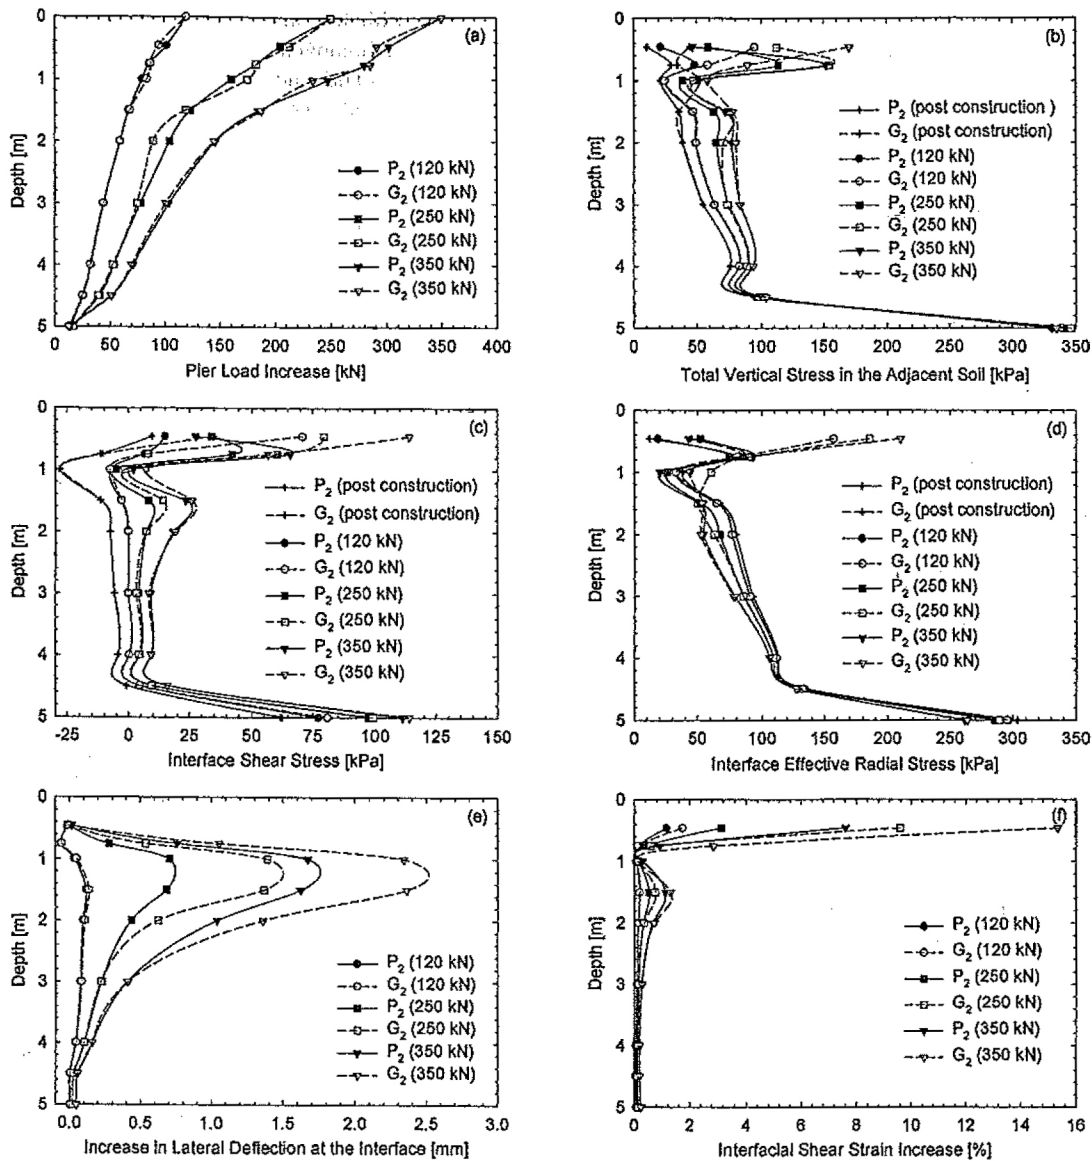 (a)
0
1
2
3
4
5
Depth [m]
P2 (120 kN)
G2 (120 kN)
P2 (250 kN)
G2 (250 kN)
P2 (350 kN)
G2 (350 kN)
0 50 100 150 200 250 300 350 400
Pier Load Increase [kN]
(b)
0
1
2
3
4
5
Depth [m]
P2 (post construction )
G2 (post construction)
P2 (120 kN)
G2 (120 kN)
P2 (250 kN)
G2 (250 kN)
P2 (350 kN)
G2 (350 kN)
0 50 100 150 200 250 300 350
Total Vertical Stress in the Adjacent Soil [kPa]
(c)
0
1
2
3
4
5
Depth [m]
P2 (post construction)
G2 (post construction)
P2 (120 kN)
G2 (120 kN)
P2 (250 kN)
G2 (250 kN)
P2 (350 kN)
G2 (350 kN)
-25 0 25 50 75 100 125 150
Interface Shear Stress [kPa]
(d)
0
1
2
3
4
5
Depth [m]
P2 (post construction)
G2 (post construction)
P2 (120 kN)
G2 (120 kN)
P2 (250 kN)
G2 (250 kN)
P2 (350 kN)
G2 (350 kN)
0 50 100 150 200 250 300 350
Interface Effective Radial Stress [kPa]
(e)
0
1
2
3
4
5
Depth [m]
P2 (120 kN)
G2 (120 kN)
P2 (250 kN)
G2 (250 kN)
P2 (350 kN)
G2 (350 kN)
0.0 0.5 1.0 1.5 2.0 2.5 3.0
Increase in Lateral Deflection at the Interface [mm]
(f)
0
1
2
3
4
5
Depth [m]
P2 (120 kN)
G2 (120 kN)
P2 (250 kN)
G2 (250 kN)
P2 (350 kN)
G2 (350 kN)
0 2 4 6 8 10 12 14 16
Interfacial Shear Strain Increase [%]